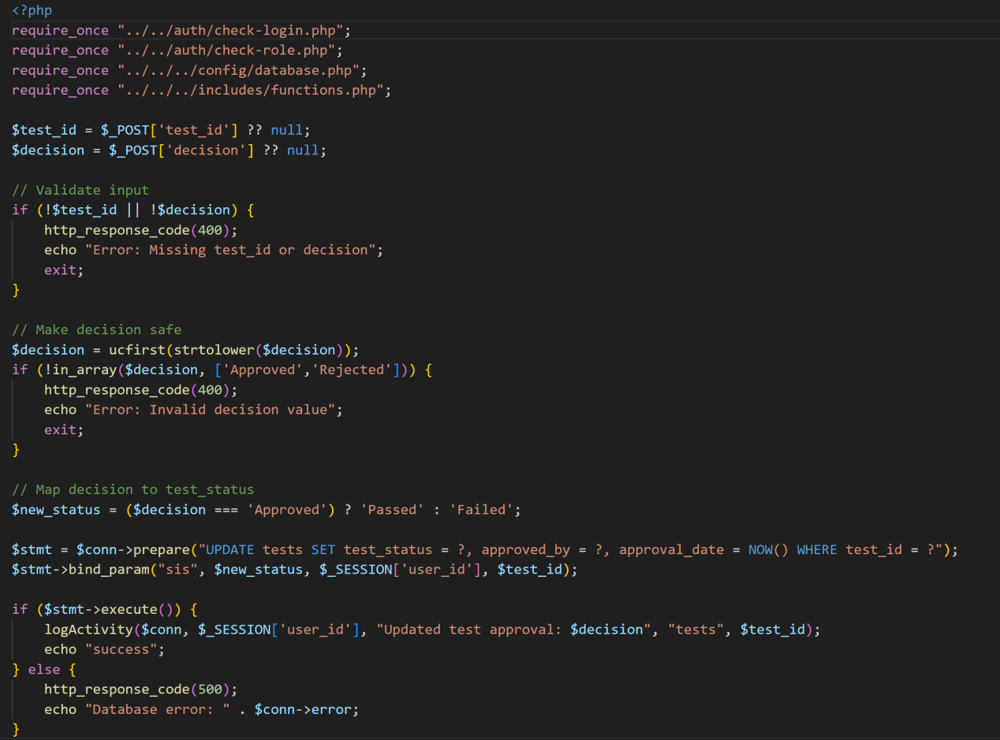 <?php
require_once "../../auth/check-login.php";
require_once "../../auth/check-role.php";
require_once "../../../config/database.php";
require_once "../../../includes/functions.php";

$test_id = $_POST['test_id'] ?? null;
$decision = $_POST['decision'] ?? null;

// Validate input
if (!$test_id || !$decision) {
    http_response_code(400);
    echo "Error: Missing test_id or decision";
    exit;
}

// Make decision safe
$decision = ucfirst(strtolower($decision));
if (!in_array($decision, ['Approved','Rejected'])) {
    http_response_code(400);
    echo "Error: Invalid decision value";
    exit;
}

// Map decision to test_status
$new_status = ($decision === 'Approved') ? 'Passed' : 'Failed';

$stmt = $conn->prepare("UPDATE tests SET test_status = ?, approved_by = ?, approval_date = NOW() WHERE test_id = ?");
$stmt->bind_param("sis", $new_status, $_SESSION['user_id'], $test_id);

if ($stmt->execute()) {
    logActivity($conn, $_SESSION['user_id'], "Updated test approval: $decision", "tests", $test_id);
    echo "success";
} else {
    http_response_code(500);
    echo "Database error: " . $conn->error;
}